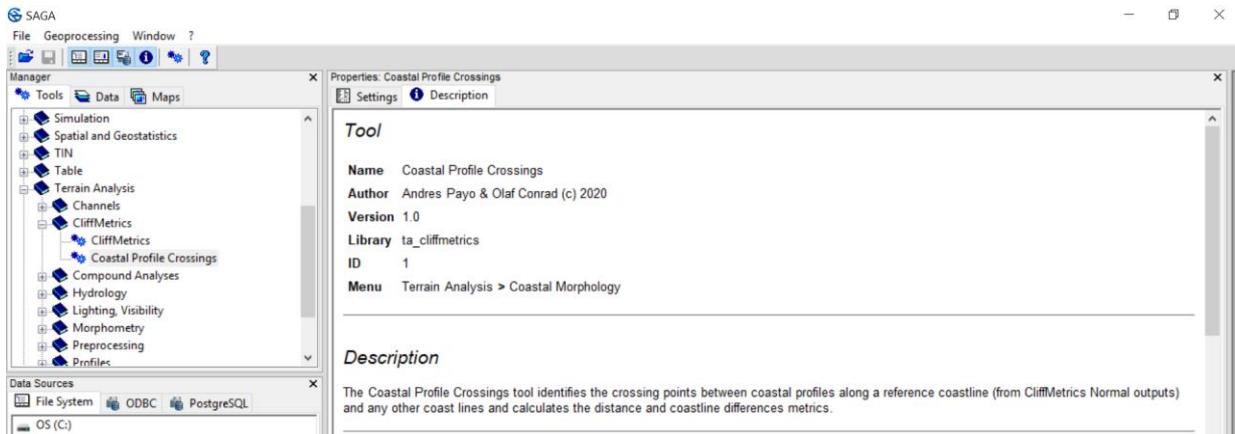 SAGA
File Geoprocessing Window ?
Manager
Tools Data Maps
Simulation
Spatial and Geostatistics
TIN
Table
Terrain Analysis
Channels
CliffMetrics
CliffMetrics
Coastal Profile Crossings
Compound Analyses
Hydrology
Lighting, Visibility
Morphometry
Preprocessing
Profiles
Data Sources
File System ODBC PostgreSQL
OS (C:)
Properties: Coastal Profile Crossings
Settings Description
Tool
Name Coastal Profile Crossings
Author Andres Payo & Olaf Conrad (c) 2020
Version 1.0
Library ta_cliffmetrics
ID 1
Menu Terrain Analysis > Coastal Morphology
Description
The Coastal Profile Crossings tool identifies the crossing points between coastal profiles along a reference coastline (from CliffMetrics Normal outputs)
and any other coast lines and calculates the distance and coastline differences metrics.